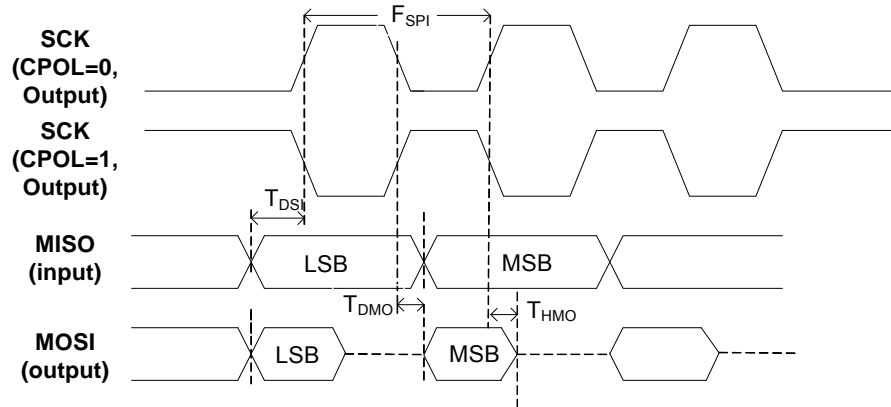 F_SPI
SCK
(CPOL=0,
Output)
SCK
(CPOL=1,
Output)
T_DSI
MISO
(input)
LSB
MSB
T_DMO
T_HMO
MOSI
(output)
LSB
MSB